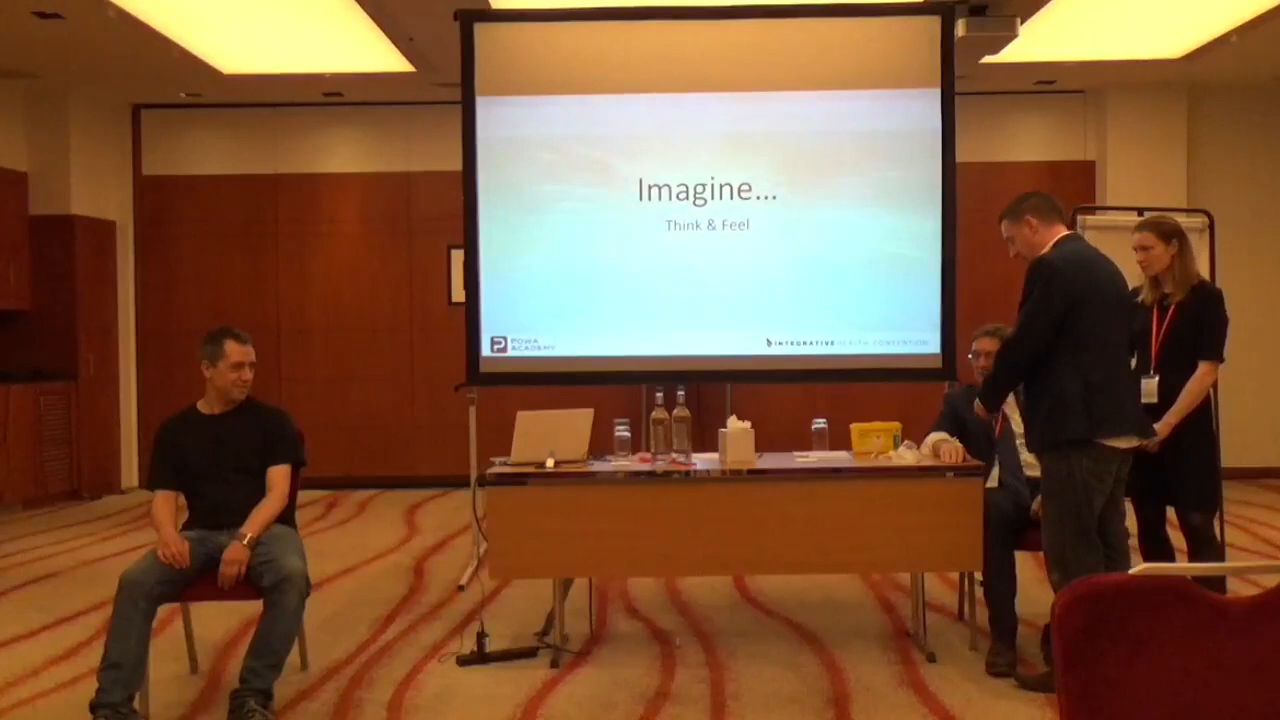 Imagine...
Think & Feel
POWA
ACADEMY
INTEGRATIVE HEALTH CONVENTION